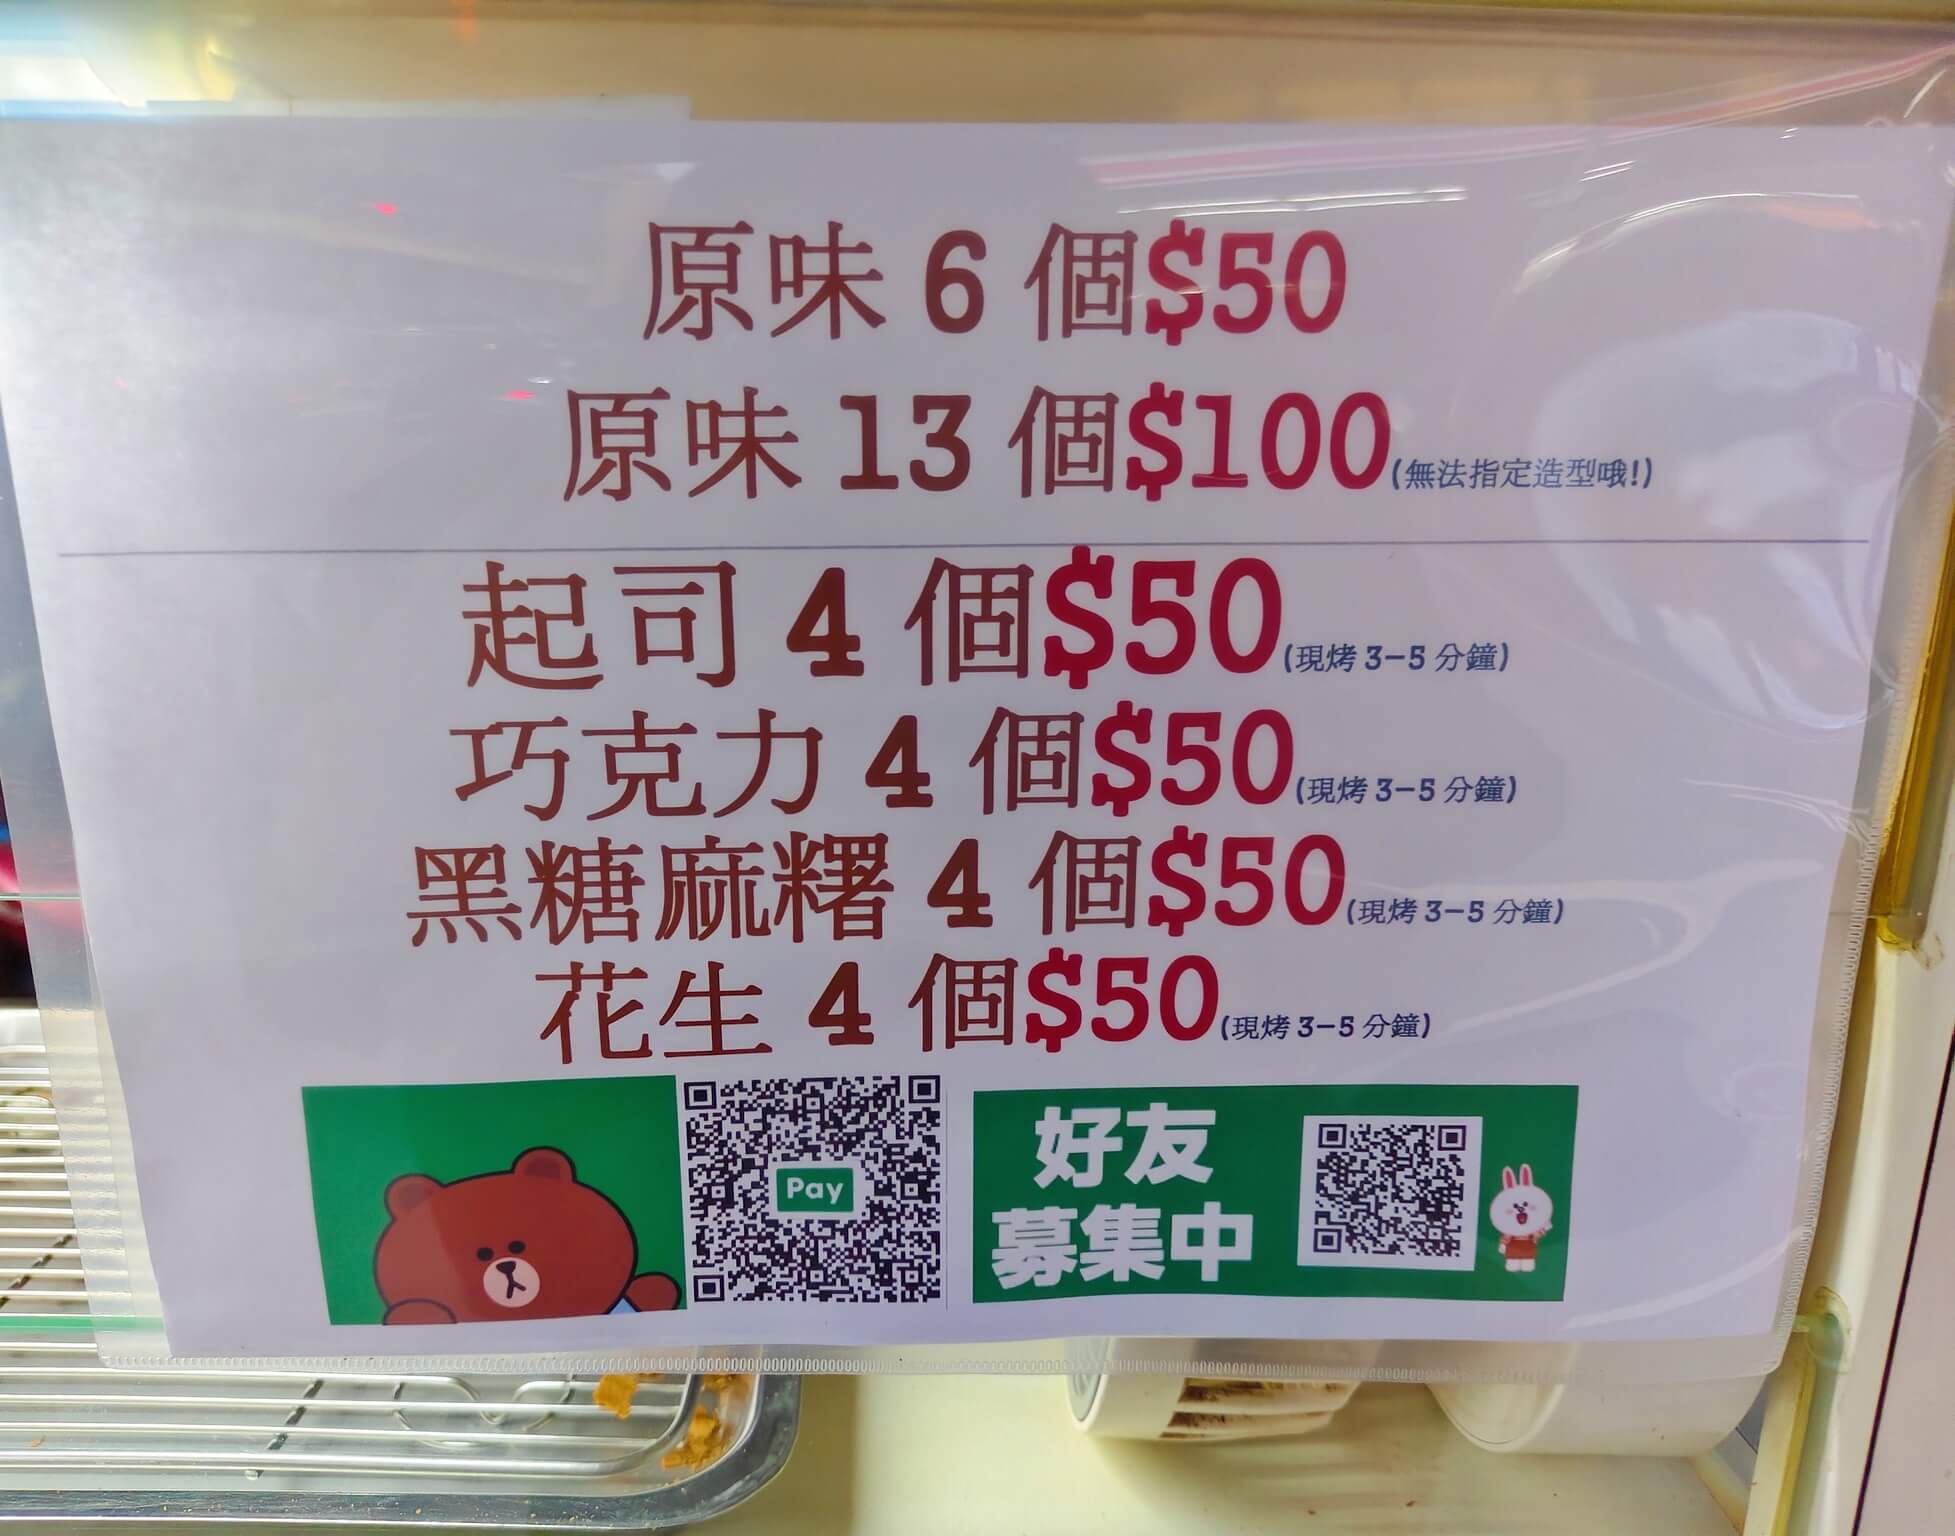 原味 6 個$50
原味 13 個$100(無法指定造型哦!)
起司 4 個$50(現烤 3-5 分鐘)
巧克力 4 個$50(現烤 3-5 分鐘)
黑糖麻糬 4 個$50(現烤 3-5 分鐘)
花生 4 個$50(現烤 3-5 分鐘)
Pay
好友
募集中